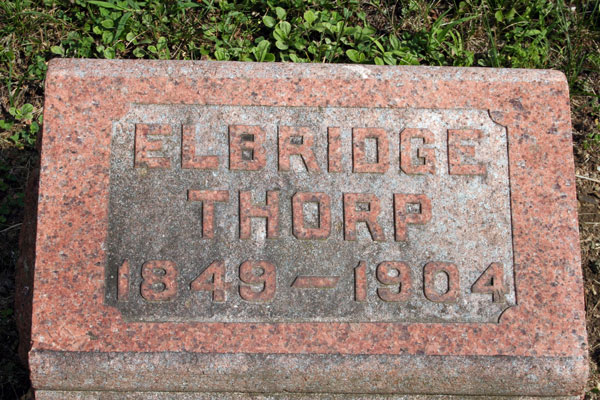 ELBRIDGE
THORP
1849 — 1904